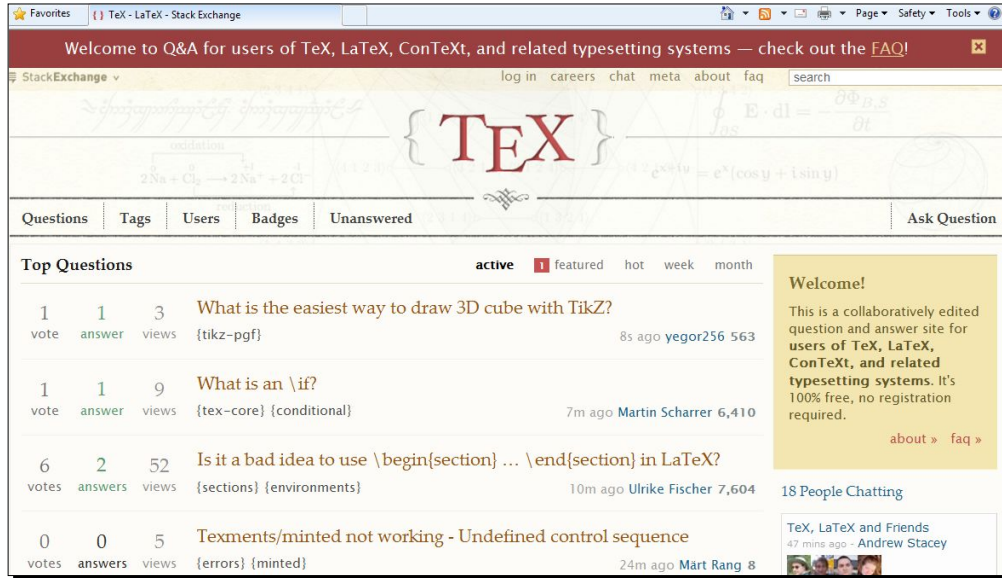 Favorites { } TeX - LaTeX - Stack Exchange Page Safety Tools
Welcome to Q&A for users of TeX, LaTeX, ConTeXt, and related typesetting systems — check out the FAQ!
StackExchange log in careers chat meta about faq search
{ TEX }
Questions Tags Users Badges Unanswered Ask Question
Top Questions active 1 featured hot week month
1 1 3 What is the easiest way to draw 3D cube with TikZ?
vote answer views {tikz-pgf} 8s ago yegor256 563
1 1 9 What is an \if?
vote answer views {tex-core} {conditional} 7m ago Martin Scharrer 6,410
6 2 52 Is it a bad idea to use \begin{section} … \end{section} in LaTeX?
votes answers views {sections} {environments} 10m ago Ulrike Fischer 7,604
0 0 5 Texments/minted not working - Undefined control sequence
votes answers views {errors} {minted} 24m ago Märt Rang 8
Welcome!
This is a collaboratively edited
question and answer site for
users of TeX, LaTeX,
ConTeXt, and related
typesetting systems. It's
100% free, no registration
required.
about » faq »
18 People Chatting
TeX, LaTeX and Friends
47 mins ago - Andrew Stacey